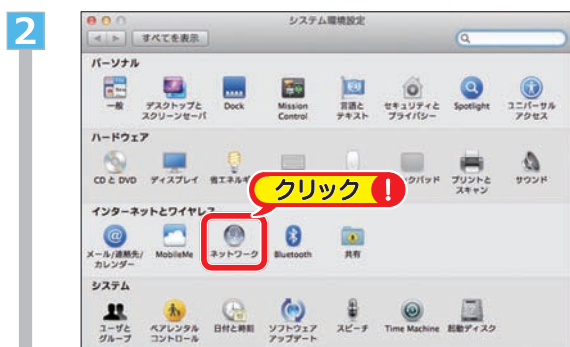 2
システム環境設定
すべてを表示
パーソナル
一般
デスクトップと
スクリーンセーバ
Dock
Mission
Control
言語と
テキスト
セキュリティと
プライバシー
Spotlight
ユニバーサル
アクセス
ハードウェア
CD と DVD
ディスプレイ
省エネルギ
クリック !
ックパッド
プリントと
スキャン
サウンド
インターネットとワイヤレス
メール/連絡先/
カレンダー
MobileMe
ネットワーク
Bluetooth
共有
システム
ユーザと
グループ
ペアレンタル
コントロール
日付と時刻
ソフトウェア
アップデート
スピーチ
Time Machine
起動ディスク